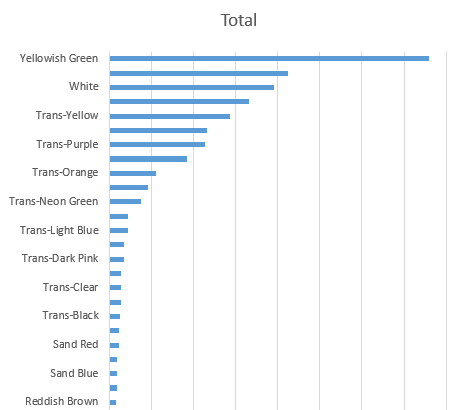 Total
Yellowish Green
White
Trans-Yellow
Trans-Purple
Trans-Orange
Trans-Neon Green
Trans-Light Blue
Trans-Dark Pink
Trans-Clear
Trans-Black
Sand Red
Sand Blue
Reddish Brown